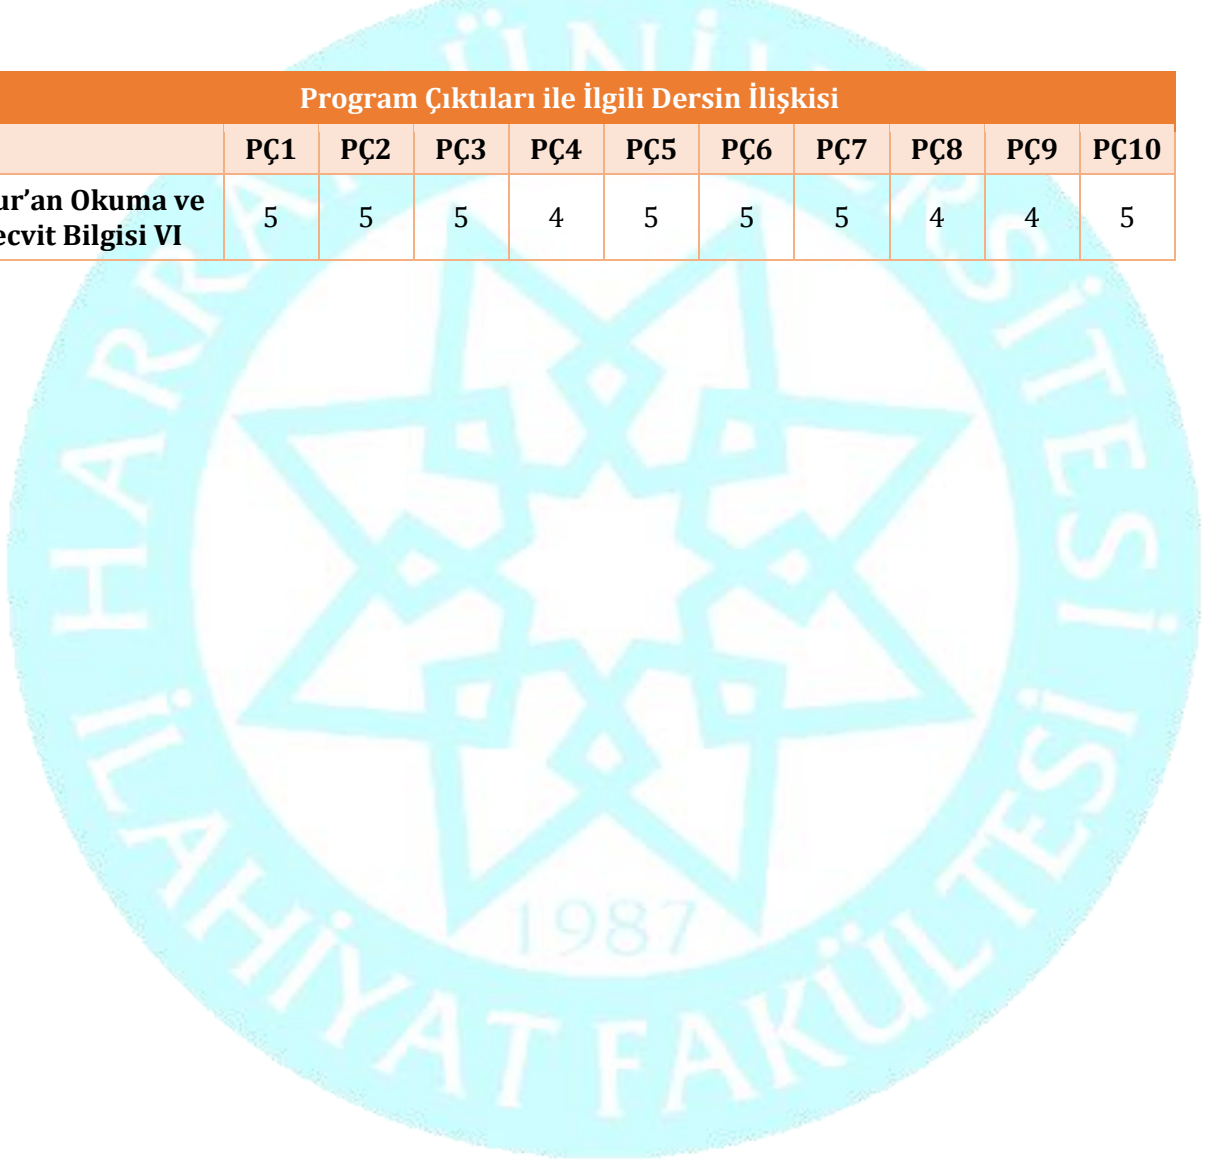 Program Çıktıları ile İlgili Dersin İlişkisi
PÇ1 PÇ2 PÇ3 PÇ4 PÇ5 PÇ6 PÇ7 PÇ8 PÇ9 PÇ10
ur’an Okuma ve
ecvit Bilgisi VI
5 5 5 4 5 5 5 4 4 5
HARRAN ÜNİVERSİTESİ
1987
İLAHİYAT FAKÜLTESİ